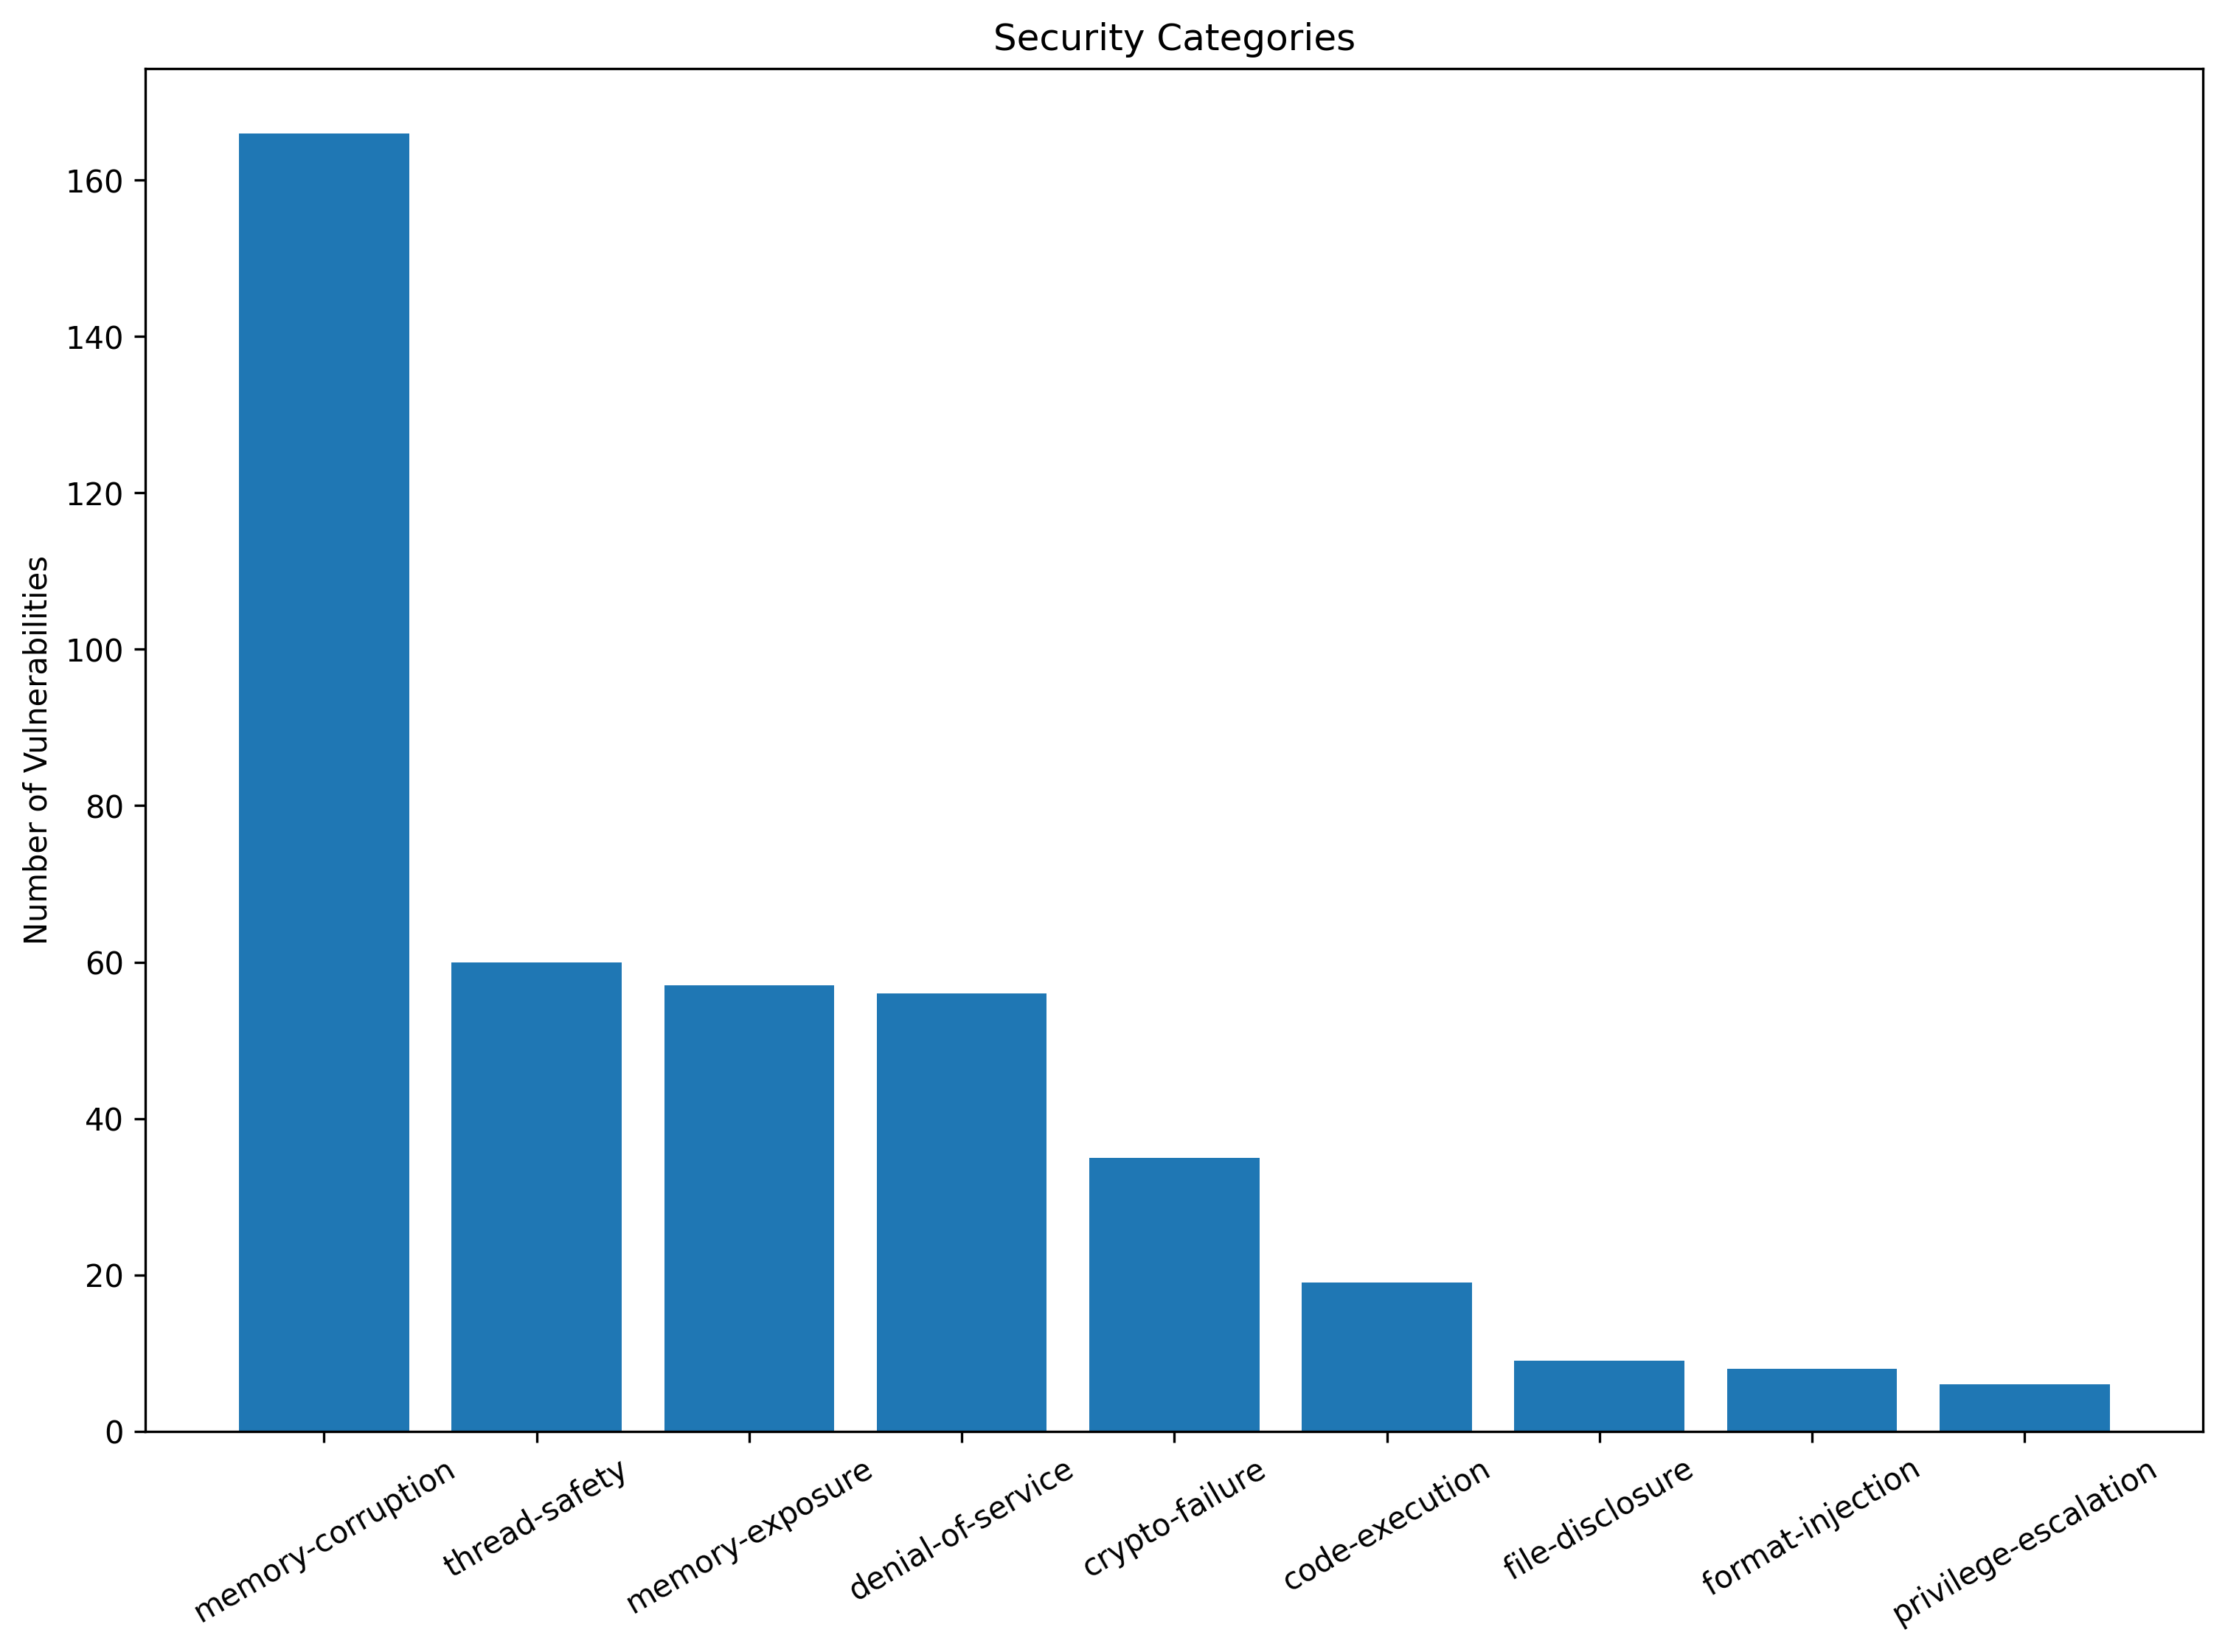 Security Categories
Number of Vulnerabilities
160
140
120
100
80
60
40
20
0
memory-corruption
thread-safety
memory-exposure
denial-of-service
crypto-failure
code-execution
file-disclosure
format-injection
privilege-escalation